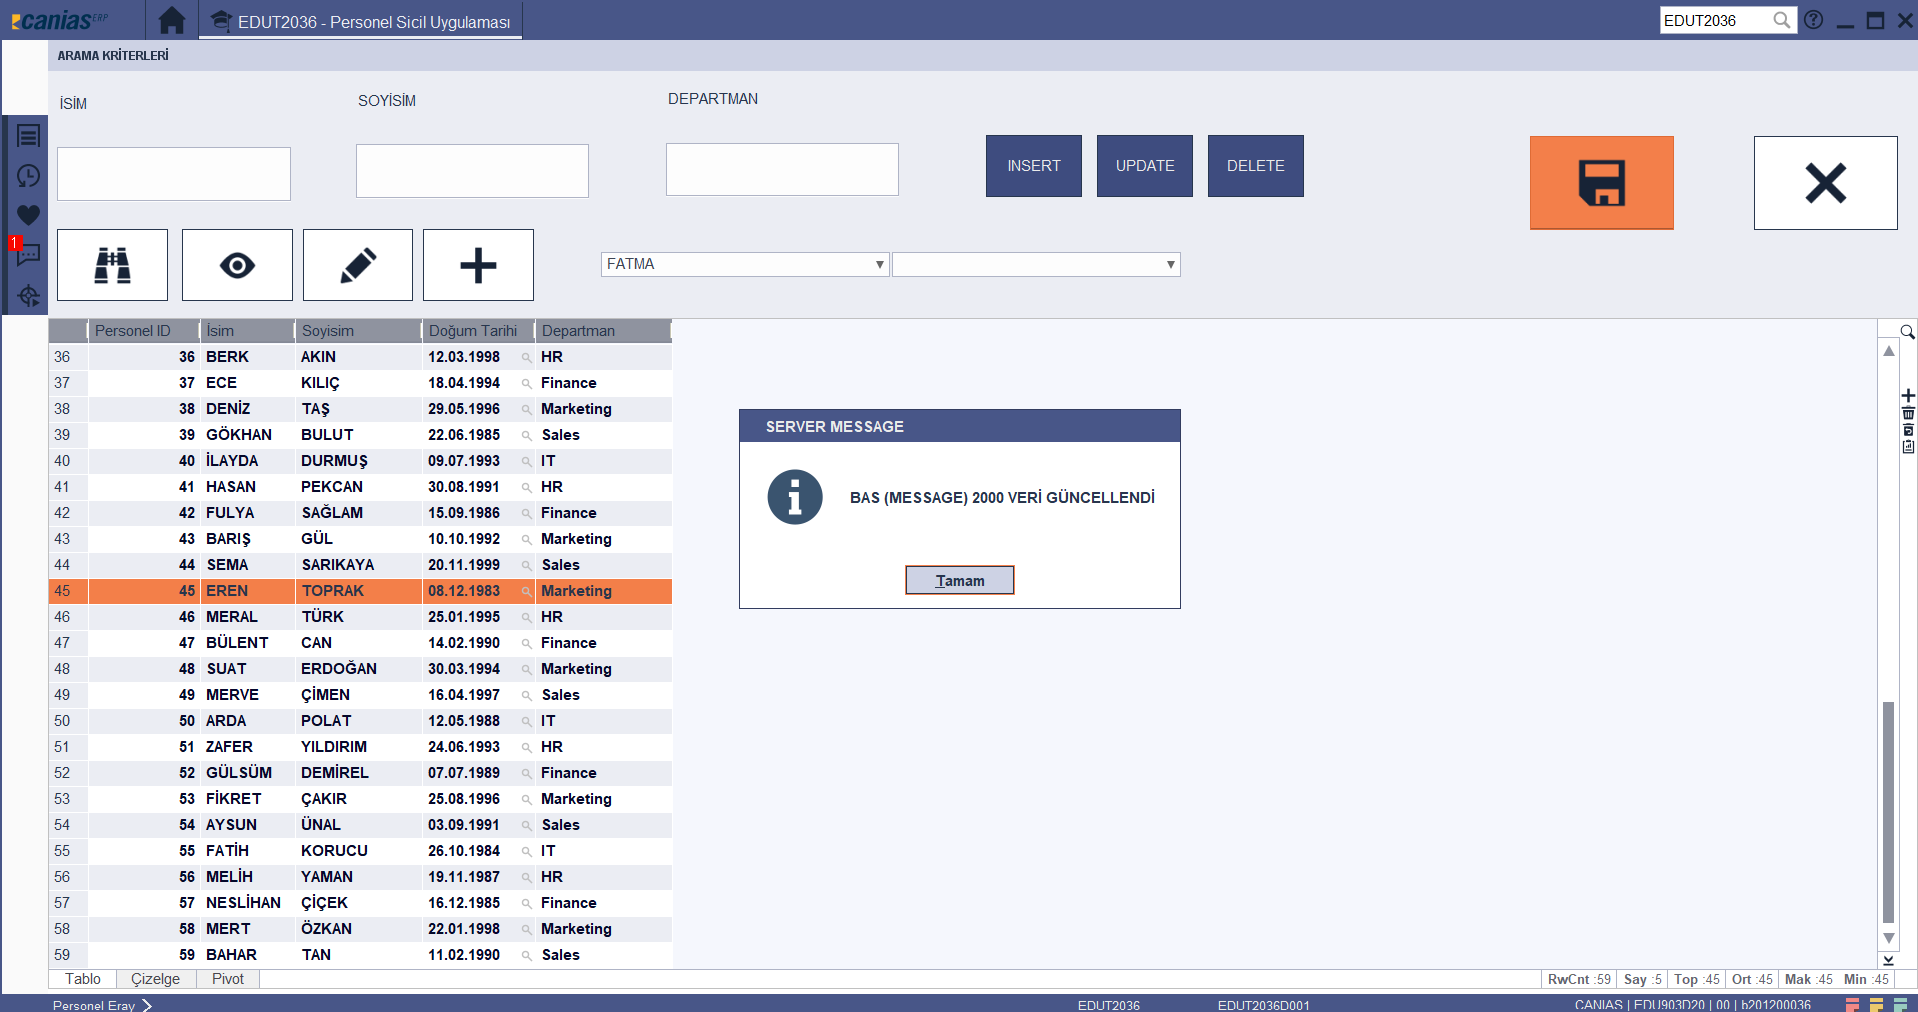 caniasERP
EDUT2036 - Personel Sicil Uygulaması
EDUT2036
ARAMA KRİTERLERİ
İSİM
SOYİSİM
DEPARTMAN
INSERT
UPDATE
DELETE
1
FATMA
Personel ID İsim Soyisim Doğum Tarihi Departman
36 36 BERK AKIN 12.03.1998 HR
37 37 ECE KILIÇ 18.04.1994 Finance
38 38 DENİZ TAŞ 29.05.1996 Marketing
39 39 GÖKHAN BULUT 22.06.1985 Sales
40 40 İLAYDA DURMUŞ 09.07.1993 IT
41 41 HASAN PEKCAN 30.08.1991 HR
42 42 FULYA SAĞLAM 15.09.1986 Finance
43 43 BARIŞ GÜL 10.10.1992 Marketing
44 44 SEMA SARIKAYA 20.11.1999 Sales
45 45 EREN TOPRAK 08.12.1983 Marketing
46 46 MERAL TÜRK 25.01.1995 HR
47 47 BÜLENT CAN 14.02.1990 Finance
48 48 SUAT ERDOĞAN 30.03.1994 Marketing
49 49 MERVE ÇİMEN 16.04.1997 Sales
50 50 ARDA POLAT 12.05.1988 IT
51 51 ZAFER YILDIRIM 24.06.1993 HR
52 52 GÜLSÜM DEMİREL 07.07.1989 Finance
53 53 FİKRET ÇAKIR 25.08.1996 Marketing
54 54 AYSUN ÜNAL 03.09.1991 Sales
55 55 FATİH KORUCU 26.10.1984 IT
56 56 MELİH YAMAN 19.11.1987 HR
57 57 NESLİHAN ÇİÇEK 16.12.1985 Finance
58 58 MERT ÖZKAN 22.01.1998 Marketing
59 59 BAHAR TAN 11.02.1990 Sales
SERVER MESSAGE
BAS (MESSAGE) 2000 VERİ GÜNCELLENDİ
Tamam
Tablo Çizelge Pivot
RwCnt :59 Say :5 Top :45 Ort :45 Mak :45 Min :45
Personel Eray
EDUT2036
EDUT2036D001
CANIAS | EDU903D20 | 00 | b201200036